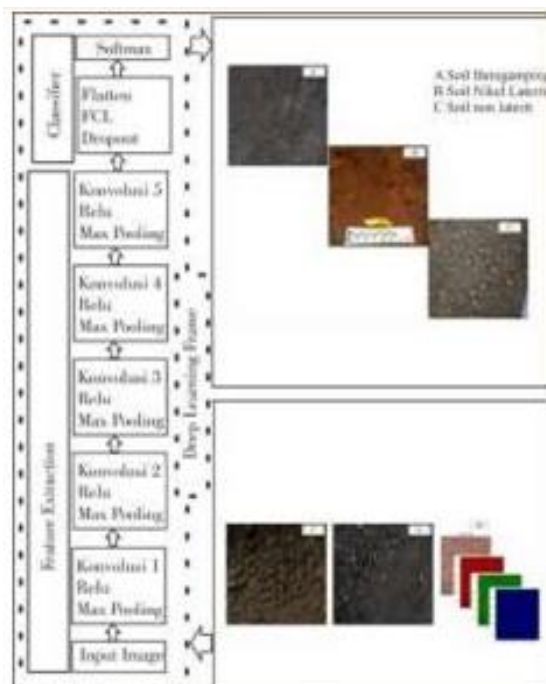 Softmax
Flatten
FCL
Dropout
Classifier
Konvolusi 5
Relu
Max Pooling
Konvolusi 4
Relu
Max Pooling
Konvolusi 3
Relu
Max Pooling
Konvolusi 2
Relu
Max Pooling
Konvolusi 1
Relu
Max Pooling
Input Image
Feature Extraction
Deep Learning Frame
A Soil
B Soil Nikel Laterit
C Soil non laterit